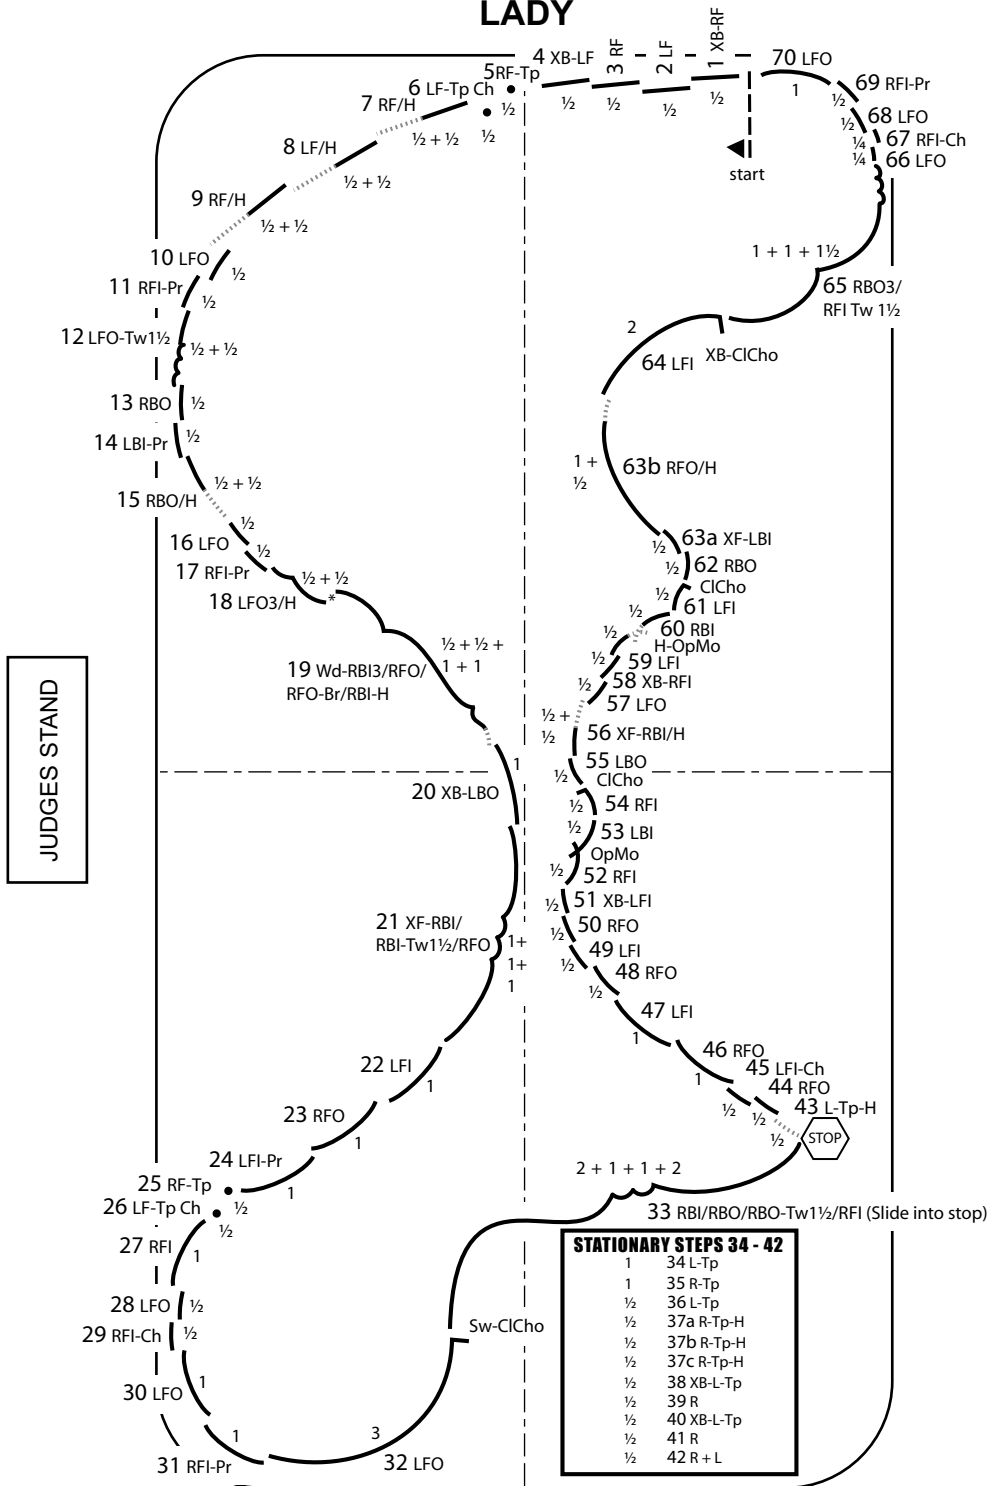 LADY
1 XB-RF
½
2 LF
½
3 RF
½
4 XB-LF
½
5RF-Tp
½
6 LF-Tp Ch
½
7 RF/H
½ + ½
8 LF/H
½ + ½
9 RF/H
½ + ½
10 LFO
½
11 RFI-Pr
½
12 LFO-Tw1½
½ + ½
13 RBO
½
14 LBI-Pr
½
15 RBO/H
½ + ½
16 LFO
½
17 RFI-Pr
½
18 LFO3/H
½ + ½
*
19 Wd-RBI3/RFO/
RFO-Br/RBI-H
½ + ½ +
1 + 1
20 XB-LBO
1
21 XF-RBI/
RBI-Tw1½/RFO
1+
1+
1
22 LFI
1
23 RFO
1
24 LFI-Pr
1
25 RF-Tp
½
26 LF-Tp Ch
½
27 RFI
1
28 LFO
½
29 RFI-Ch
½
30 LFO
1
31 RFI-Pr
1
32 LFO
3
Sw-ClCho
33 RBI/RBO/RBO-Tw1½/RFI (Slide into stop)
2 + 1 + 1 + 2
STATIONARY STEPS 34 - 42
1 34 L-Tp
1 35 R-Tp
½ 36 L-Tp
½ 37a R-Tp-H
½ 37b R-Tp-H
½ 37c R-Tp-H
½ 38 XB-L-Tp
½ 39 R
½ 40 XB-L-Tp
½ 41 R
½ 42 R + L
STOP
43 L-Tp-H
½
44 RFO
½
45 LFI-Ch
½
46 RFO
1
47 LFI
1
48 RFO
½
49 LFI
½
50 RFO
½
51 XB-LFI
½
52 RFI
½
OpMo
53 LBI
½
54 RFI
½
ClCho
55 LBO
½
56 XF-RBI/H
½ +
½
57 LFO
½
58 XB-RFI
½
59 LFI
½
H-OpMo
60 RBI
½
61 LFI
½
ClCho
62 RBO
½
63a XF-LBI
½
63b RFO/H
1 +
½
64 LFI
2
XB-ClCho
65 RBO3/
RFI Tw 1½
1 + 1 + 1½
66 LFO
¼
67 RFI-Ch
¼
68 LFO
½
69 RFI-Pr
½
70 LFO
1
start
JUDGES STAND